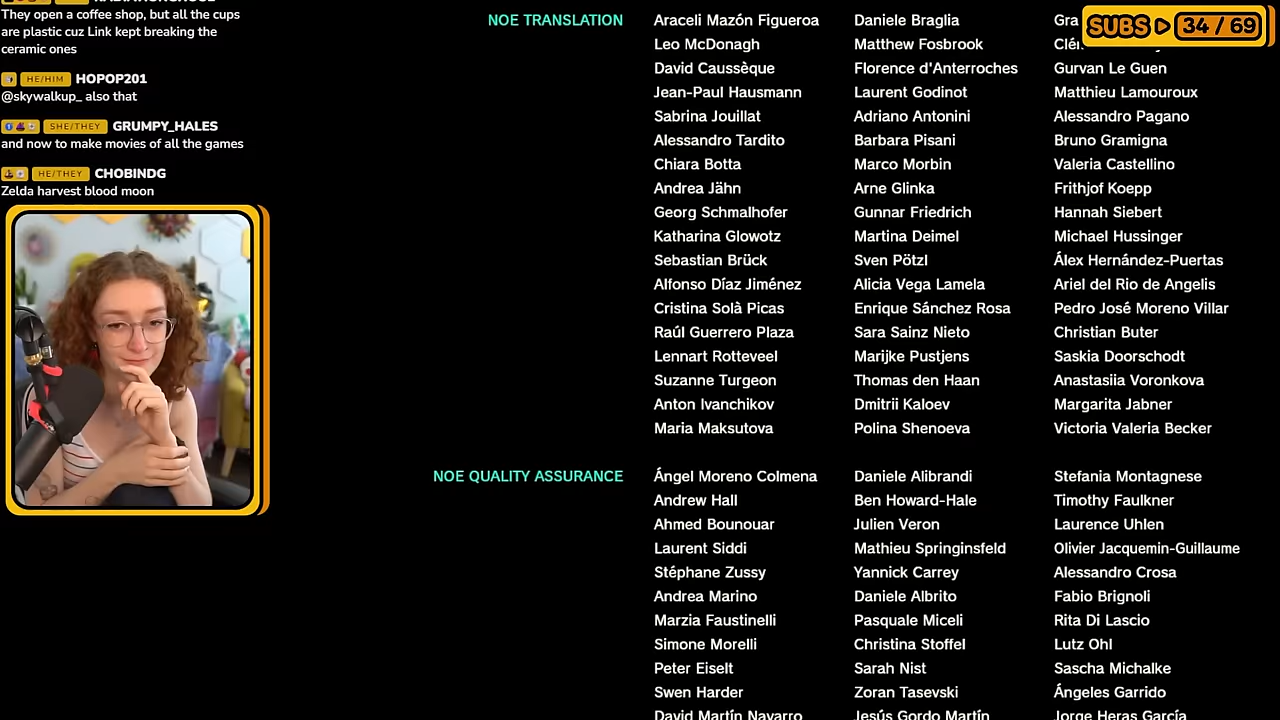 They open a coffee shop, but all the cups
are plastic cuz Link kept breaking the
ceramic ones
HE/HIM HOPOP201
@skywalkup_ also that
SHE/THEY GRUMPY_HALES
and now to make movies of all the games
HE/THEY CHOBINDG
Zelda harvest blood moon
SUBS 34 / 69
NOE TRANSLATION
Araceli Mazón Figueroa Daniele Braglia
Leo McDonagh Matthew Fosbrook
David Caussèque Florence d'Anterroches Gurvan Le Guen
Jean-Paul Hausmann Laurent Godinot Matthieu Lamouroux
Sabrina Jouillat Adriano Antonini Alessandro Pagano
Alessandro Tardito Barbara Pisani Bruno Gramigna
Chiara Botta Marco Morbin Valeria Castellino
Andrea Jähn Arne Glinka Frithjof Koepp
Georg Schmalhofer Gunnar Friedrich Hannah Siebert
Katharina Glowotz Martina Deimel Michael Hussinger
Sebastian Brück Sven Pötzl Álex Hernández-Puertas
Alfonso Díaz Jiménez Alicia Vega Lamela Ariel del Rio de Angelis
Cristina Solà Picas Enrique Sánchez Rosa Pedro José Moreno Villar
Raúl Guerrero Plaza Sara Sainz Nieto Christian Buter
Lennart Rotteveel Marijke Pustjens Saskia Doorschodt
Suzanne Turgeon Thomas den Haan Anastasiia Voronkova
Anton Ivanchikov Dmitrii Kaloev Margarita Jabner
Maria Maksutova Polina Shenoeva Victoria Valeria Becker
NOE QUALITY ASSURANCE
Ángel Moreno Colmena Daniele Alibrandi Stefania Montagnese
Andrew Hall Ben Howard-Hale Timothy Faulkner
Ahmed Bounouar Julien Veron Laurence Uhlen
Laurent Siddi Mathieu Springinsfeld Olivier Jacquemin-Guillaume
Stéphane Zussy Yannick Carrey Alessandro Crosa
Andrea Marino Daniele Albrito Fabio Brignoli
Marzia Faustinelli Pasquale Miceli Rita Di Lascio
Simone Morelli Christina Stoffel Lutz Ohl
Peter Eiselt Sarah Nist Sascha Michalke
Swen Harder Zoran Tasevski Ángeles Garrido
David Martín Navarro Jesús Gordo Martín Jorge Heras García